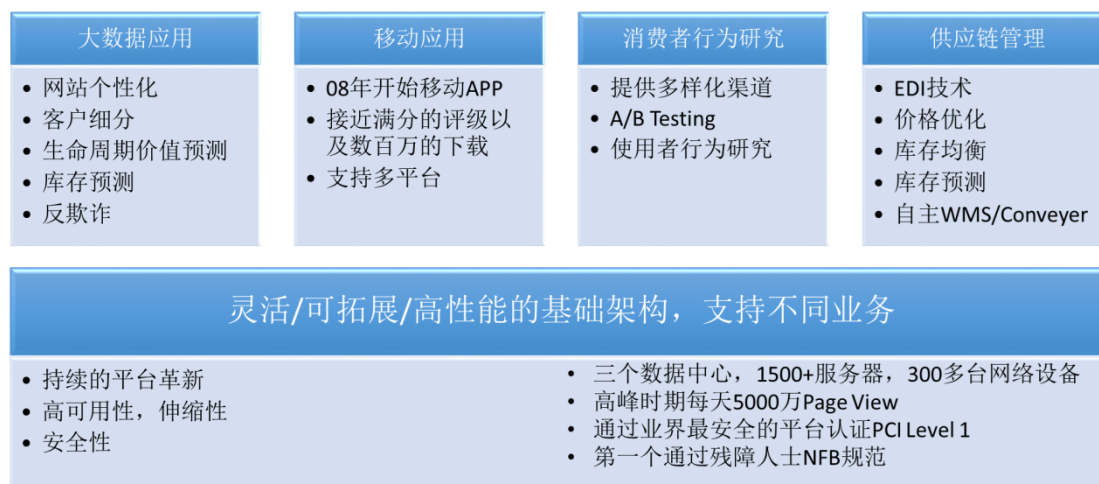 大数据应用
• 网站个性化
• 客户细分
• 生命周期价值预测
• 库存预测
• 反欺诈
移动应用
• 08年开始移动APP
• 接近满分的评级以
及数百万的下载
• 支持多平台
消费者行为研究
• 提供多样化渠道
• A/B Testing
• 使用者行为研究
供应链管理
• EDI技术
• 价格优化
• 库存均衡
• 库存预测
• 自主WMS/Conveyer
灵活/可拓展/高性能的基础架构，支持不同业务
• 持续的平台革新
• 高可用性，伸缩性
• 安全性
• 三个数据中心，1500+服务器，300多台网络设备
• 高峰时期每天5000万Page View
• 通过业界最安全的平台认证PCI Level 1
• 第一个通过残障人士NFB规范